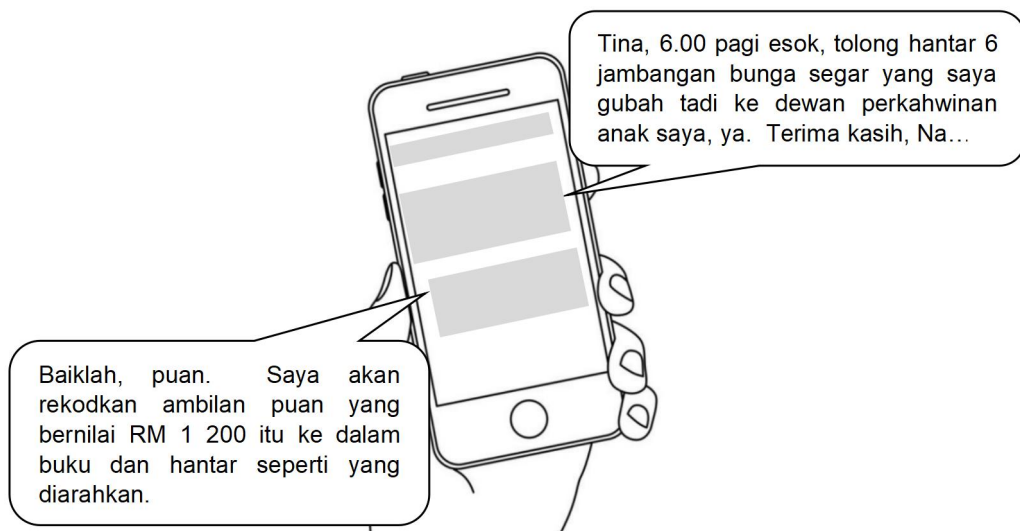 Tina, 6.00 pagi esok, tolong hantar 6
jambangan bunga segar yang saya
gubah tadi ke dewan perkahwinan
anak saya, ya. Terima kasih, Na…
Baiklah, puan. Saya akan
rekodkan ambilan puan yang
bernilai RM 1 200 itu ke dalam
buku dan hantar seperti yang
diarahkan.